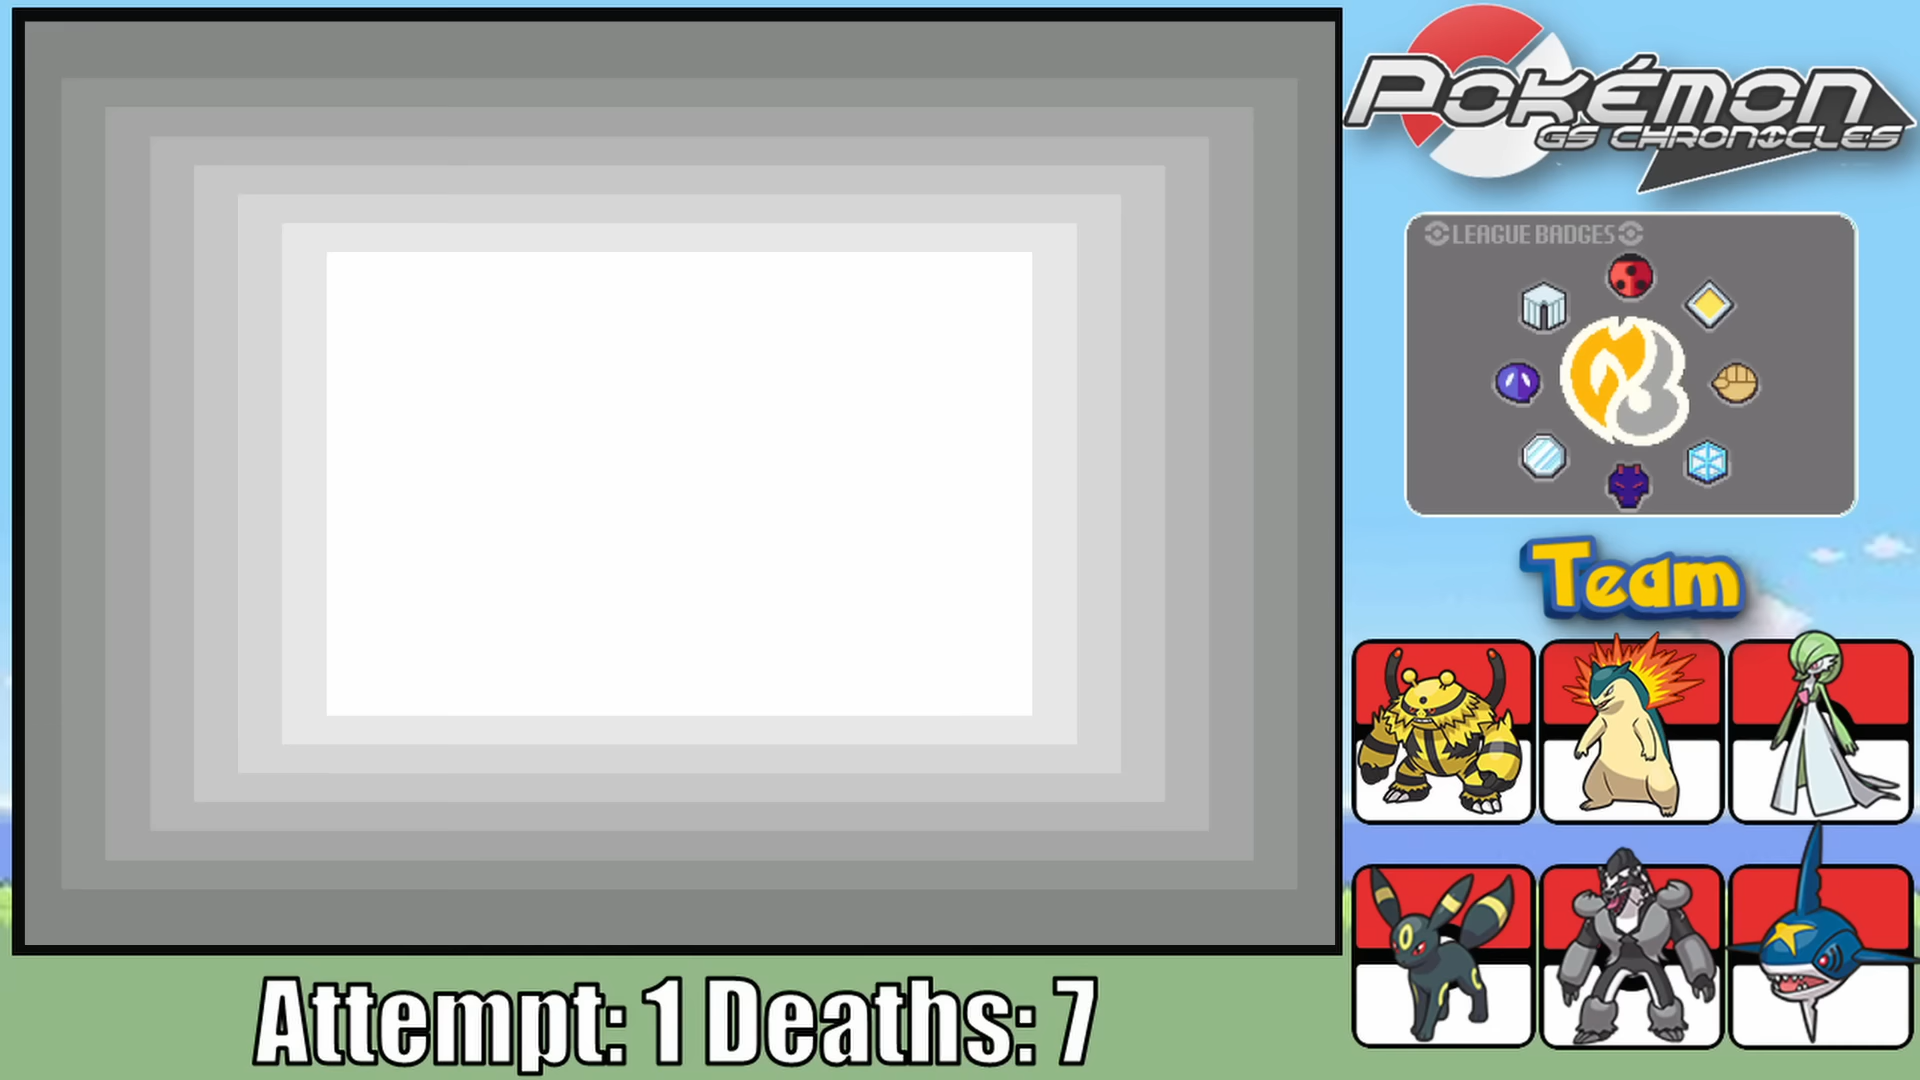 POKÉMON
GS CHRONICLES
LEAGUE BADGES
Team
Attempt: 1 Deaths: 7